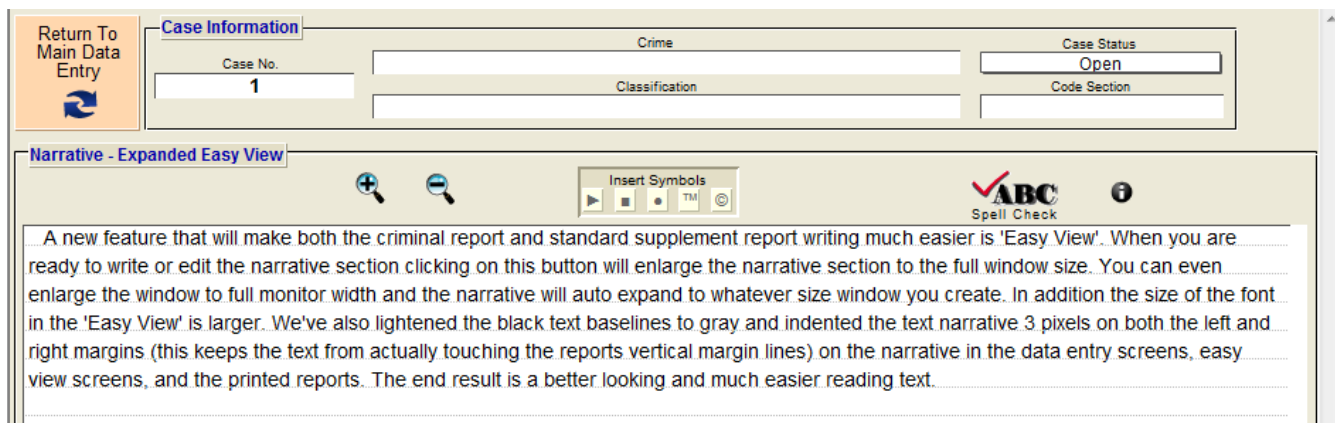 Return To
Main Data
Entry
Case Information
Case No.
1
Crime
Classification
Case Status
Open
Code Section
Narrative - Expanded Easy View
Insert Symbols
▶ ■ ● ™ ©
ABC
Spell Check
A new feature that will make both the criminal report and standard supplement report writing much easier is 'Easy View'. When you are
ready to write or edit the narrative section clicking on this button will enlarge the narrative section to the full window size. You can even
enlarge the window to full monitor width and the narrative will auto expand to whatever size window you create. In addition the size of the font
in the 'Easy View' is larger. We've also lightened the black text baselines to gray and indented the text narrative 3 pixels on both the left and
right margins (this keeps the text from actually touching the reports vertical margin lines) on the narrative in the data entry screens, easy
view screens, and the printed reports. The end result is a better looking and much easier reading text.